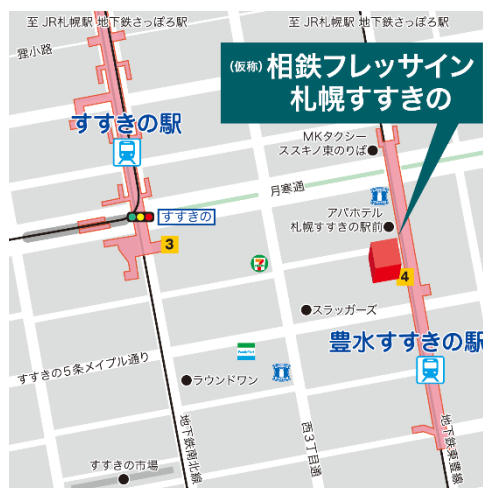 至 JR札幌駅 地下鉄さっぽろ駅
至 JR札幌駅 地下鉄さっぽろ駅
狸小路
(仮称) 相鉄フレッサイン
札幌すすきの
すすきの駅
MKタクシー
ススキノ東のりば
月寒通
すすきの
アパホテル
札幌すすきの駅前
3
7
4
スラッガーズ
豊水すすきの駅
FamilyMart
すすきの5条メイプル通り
ラウンドワン
地下鉄南北線
西3丁目通
地下鉄東豊線
すすきの市場